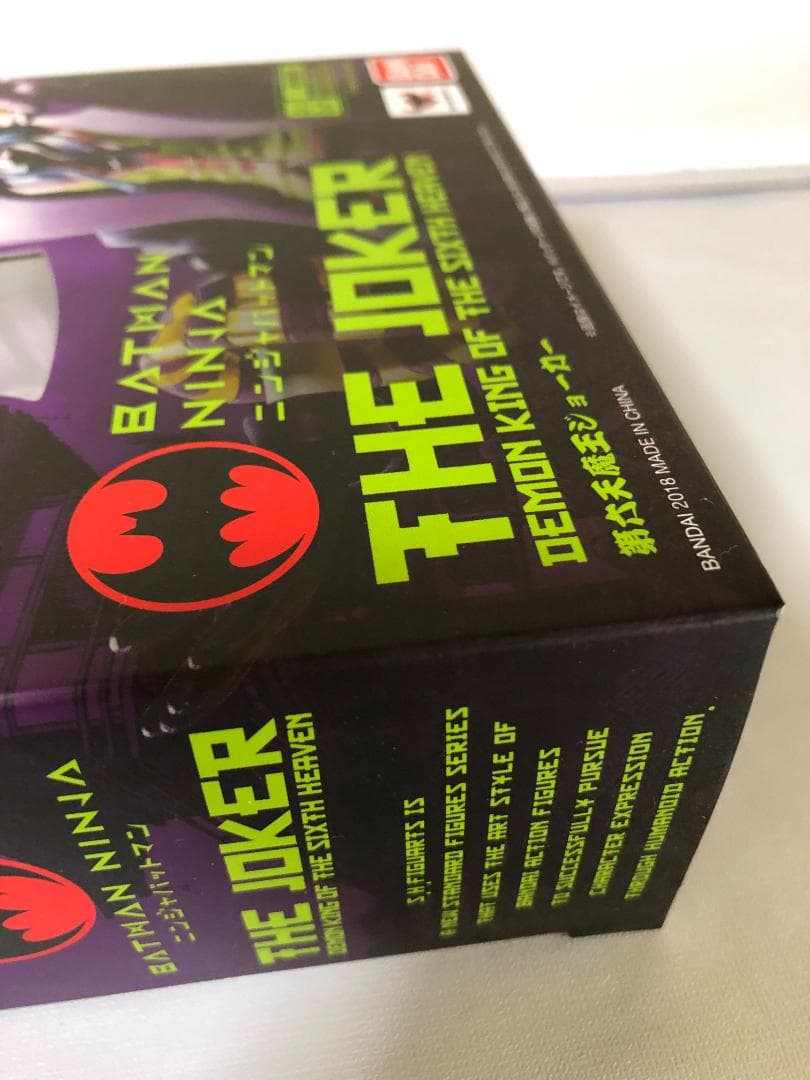 BATMAN
NINJA
ニンジャバットマン
THE JOKER
DEMON KING OF THE SIXTH HEAVEN
第六天魔王ジョーカー
BANDAI 2018 MADE IN CHINA
BATMAN NINJA
ニンジャバットマン
THE JOKER
DEMON KING OF THE SIXTH HEAVEN
S.H.FIGUARTS IS
A NEW STANDARD FIGURES SERIES
THAT USES THE ART STYLE OF
BANDAI ACTION FIGURES
TO SUCCESSFULLY PURSUE
CHARACTER EXPRESSION
THROUGH HUMANOID ACTION.